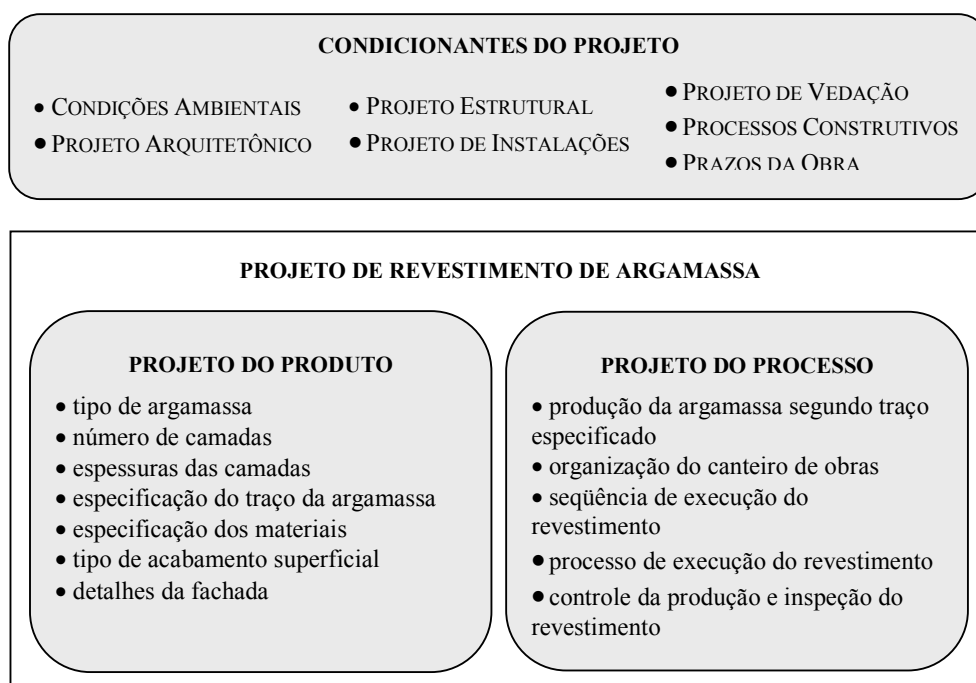 CONDICIONANTES DO PROJETO
• CONDIÇÕES AMBIENTAIS
• PROJETO ARQUITETÔNICO
• PROJETO ESTRUTURAL
• PROJETO DE INSTALAÇÕES
• PROJETO DE VEDAÇÃO
• PROCESSOS CONSTRUTIVOS
• PRAZOS DA OBRA
PROJETO DE REVESTIMENTO DE ARGAMASSA
PROJETO DO PRODUTO
• tipo de argamassa
• número de camadas
• espessuras das camadas
• especificação do traço da argamassa
• especificação dos materiais
• tipo de acabamento superficial
• detalhes da fachada
PROJETO DO PROCESSO
• produção da argamassa segundo traço
especificado
• organização do canteiro de obras
• seqüência de execução do
revestimento
• processo de execução do revestimento
• controle da produção e inspeção do
revestimento